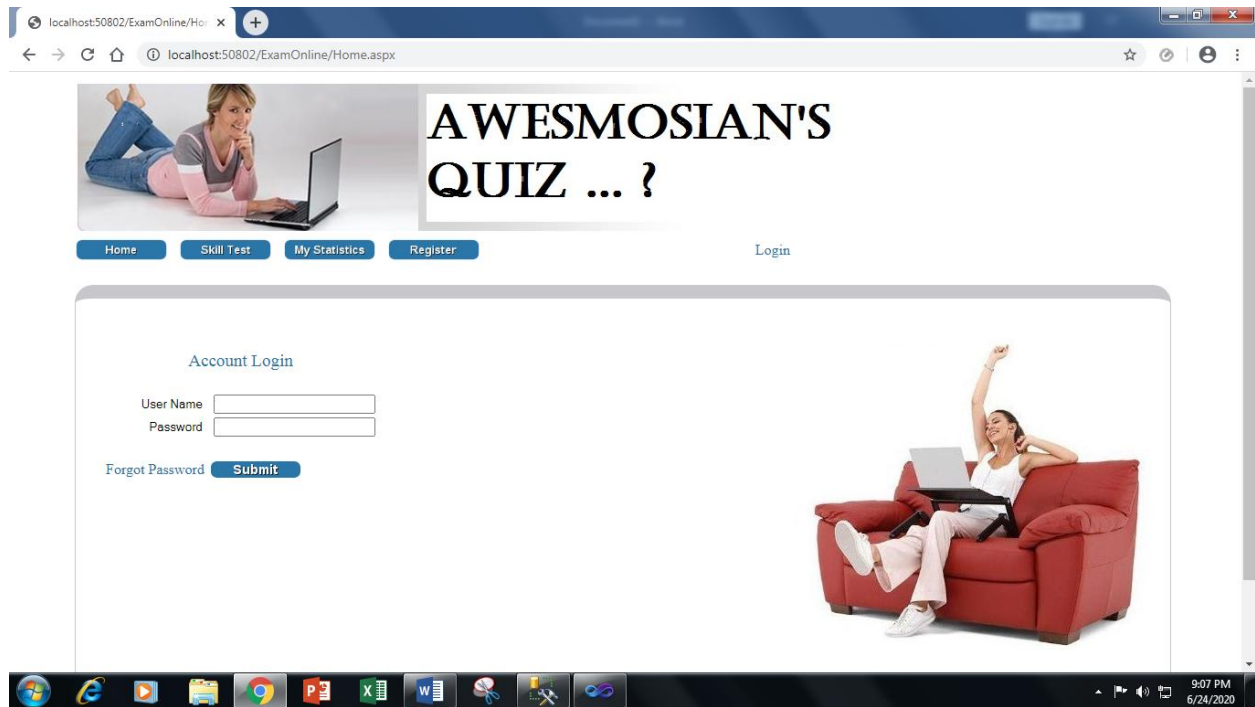 localhost:50802/ExamOnline/Hor
localhost:50802/ExamOnline/Home.aspx
AWESMOSIAN'S
QUIZ ... ?
Home Skill Test My Statistics Register Login
Account Login
User Name
Password
Forgot Password Submit
9:07 PM
6/24/2020